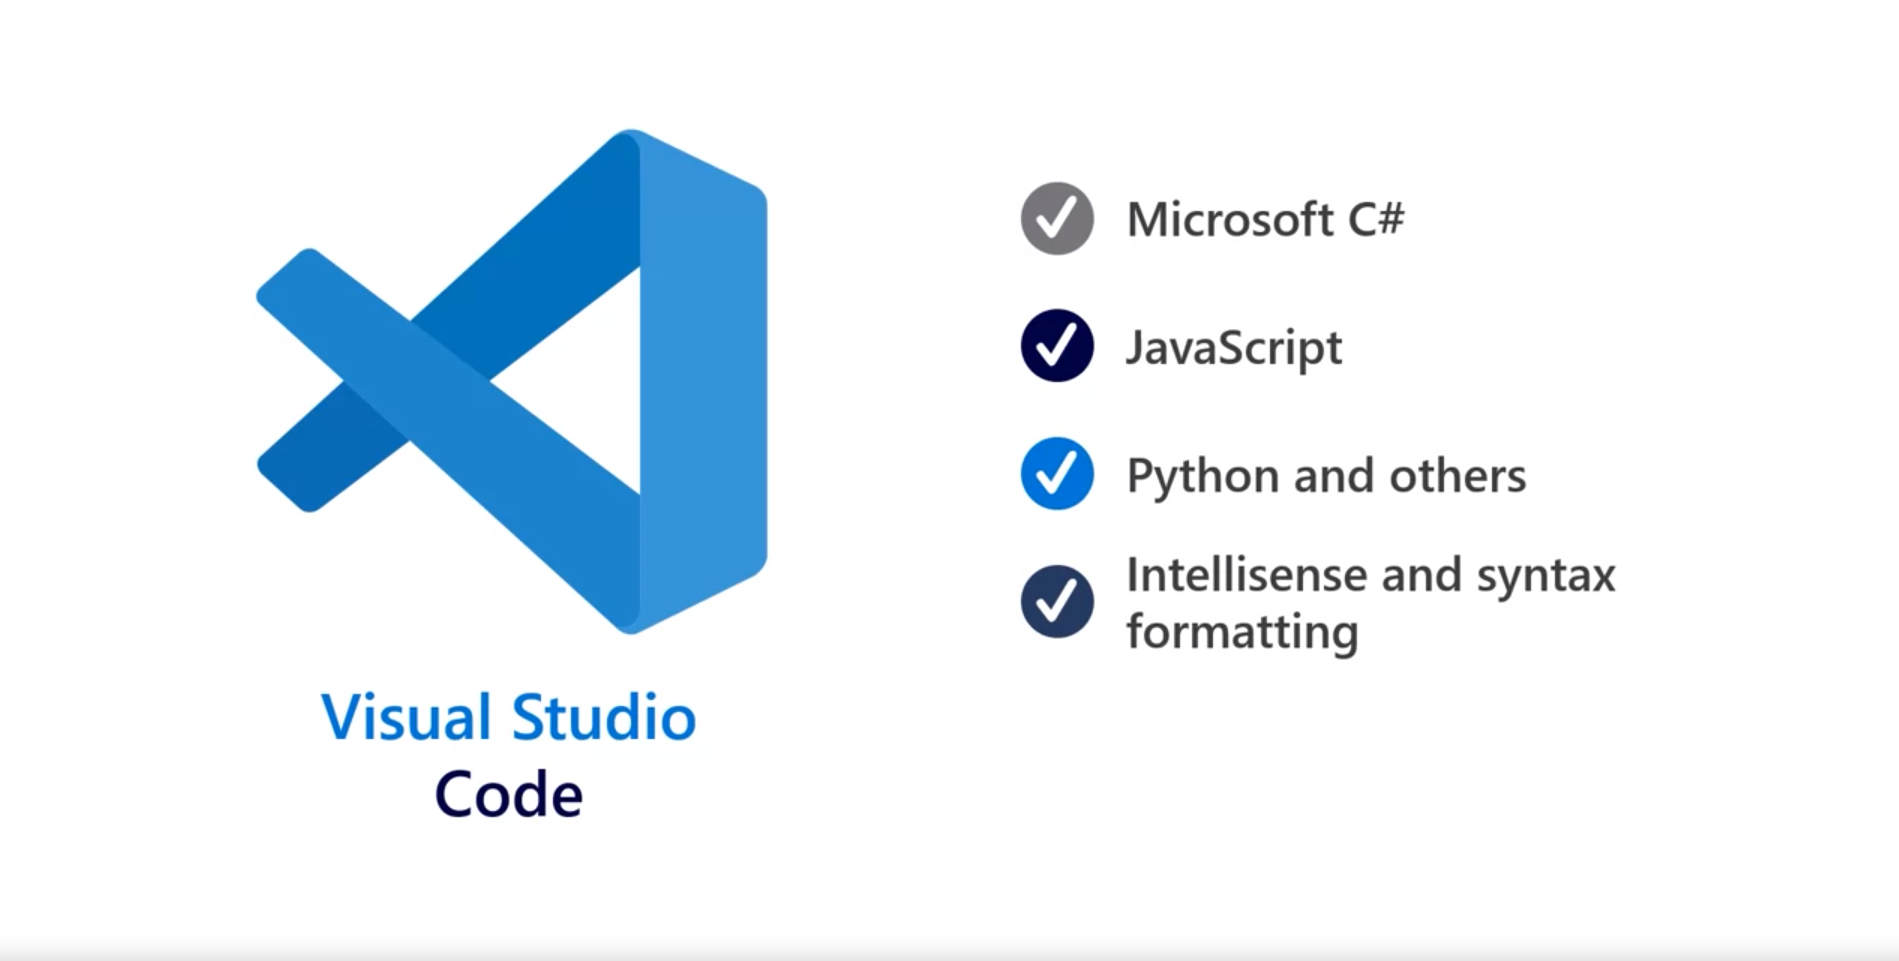 Visual Studio
Code
Microsoft C#
JavaScript
Python and others
Intellisense and syntax
formatting